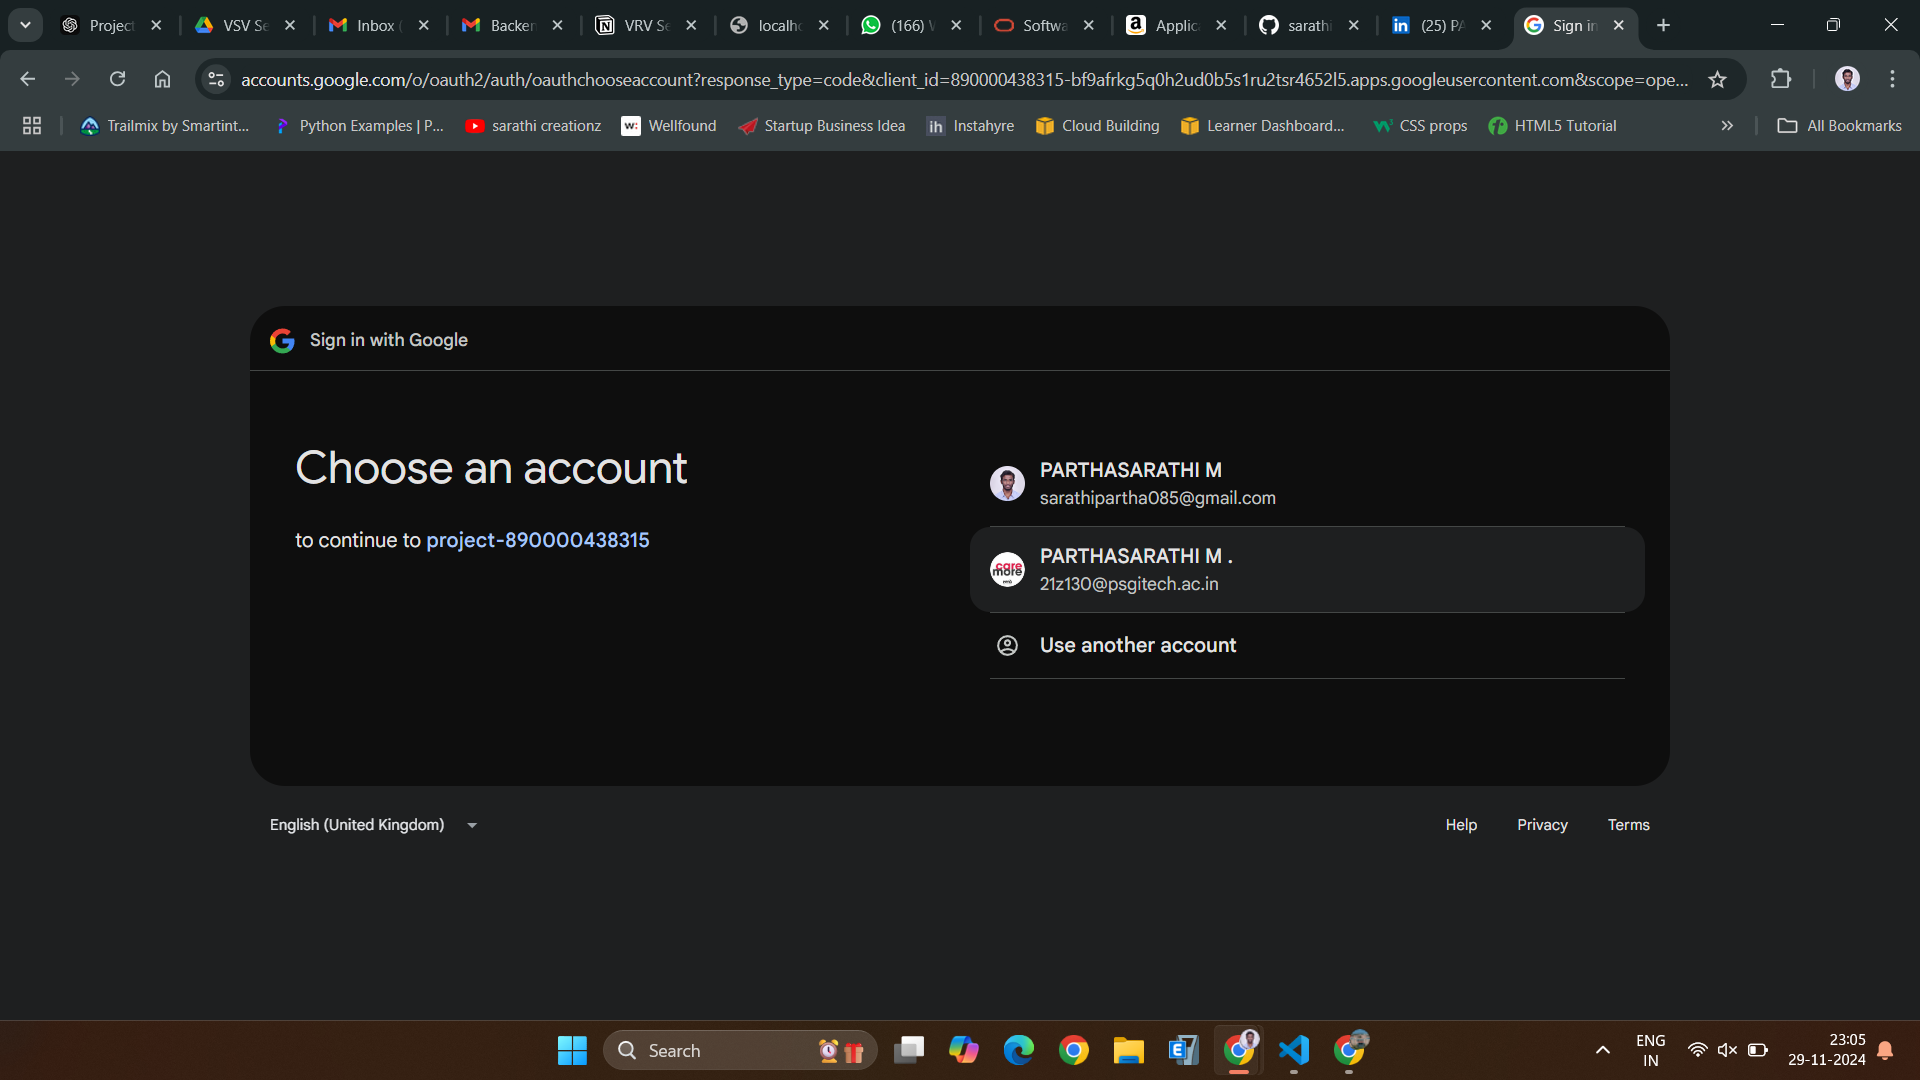 Project
VSV Se
Inbox (
Backen
VRV Se
localho
(166) W
Softwa
Applica
sarathi
(25) PA
Sign in
accounts.google.com/o/oauth2/auth/oauthchooseaccount?response_type=code&client_id=890000438315-bf9afrkg5q0h2ud0b5s1ru2tsr4652l5.apps.googleusercontent.com&scope=ope...
Trailmix by Smartint...
Python Examples | P...
sarathi creationz
w:
Wellfound
Startup Business Idea
ih
Instahyre
Cloud Building
Learner Dashboard...
CSS props
HTML5 Tutorial
All Bookmarks
Sign in with Google
Choose an account
to continue to project-890000438315
PARTHASARATHI M
sarathipartha085@gmail.com
care
more
PARTHASARATHI M .
21z130@psgitech.ac.in
Use another account
English (United Kingdom)
Help
Privacy
Terms
Search
ENG
IN
23:05
29-11-2024